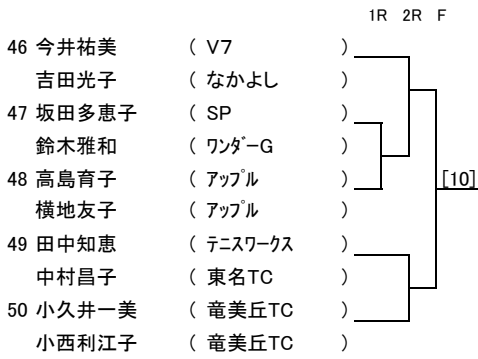 1R 2R F
46 今井祐美 ( V7 )
吉田光子 ( なかよし )
47 坂田多恵子 ( SP )
鈴木雅和 ( ワンダーG )
48 高島育子 ( アップル ) [10]
横地友子 ( アップル )
49 田中知恵 ( テニスワークス )
中村昌子 ( 東名TC )
50 小久井一美 ( 竜美丘TC )
小西利江子 ( 竜美丘TC )